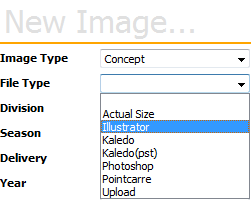 New Image...
Image Type Concept
File Type
Division
Actual Size
Illustrator
Season
Kaledo
Kaledo(pst)
Delivery
Photoshop
Pointcarre
Year
Upload